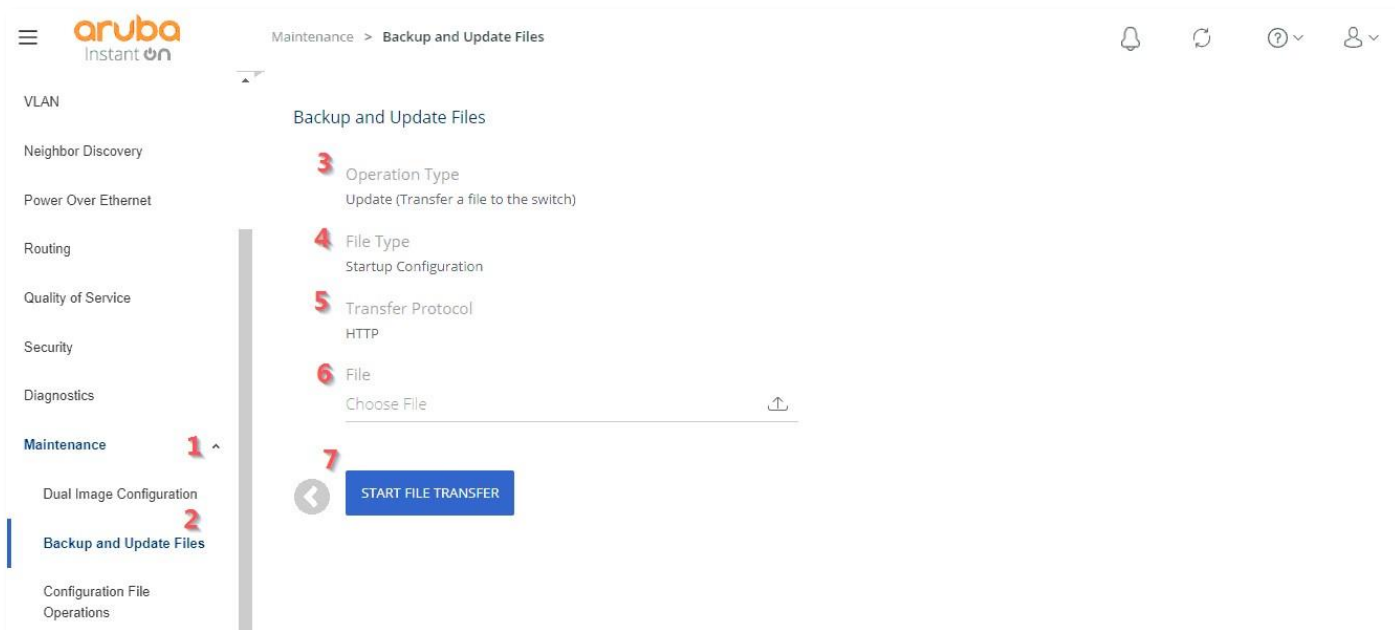 aruba
Instant On
Maintenance > Backup and Update Files
VLAN
Neighbor Discovery
Power Over Ethernet
Routing
Quality of Service
Security
Diagnostics
Maintenance 1
Dual Image Configuration
2
Backup and Update Files
Configuration File
Operations
Backup and Update Files
3
Operation Type
Update (Transfer a file to the switch)
4 File Type
Startup Configuration
5 Transfer Protocol
HTTP
6 File
Choose File
7
START FILE TRANSFER